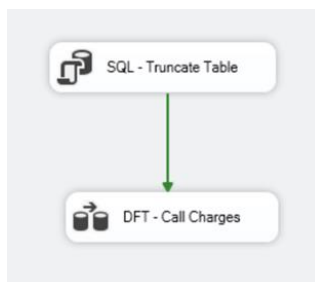 SQL - Truncate Table
DFT - Call Charges